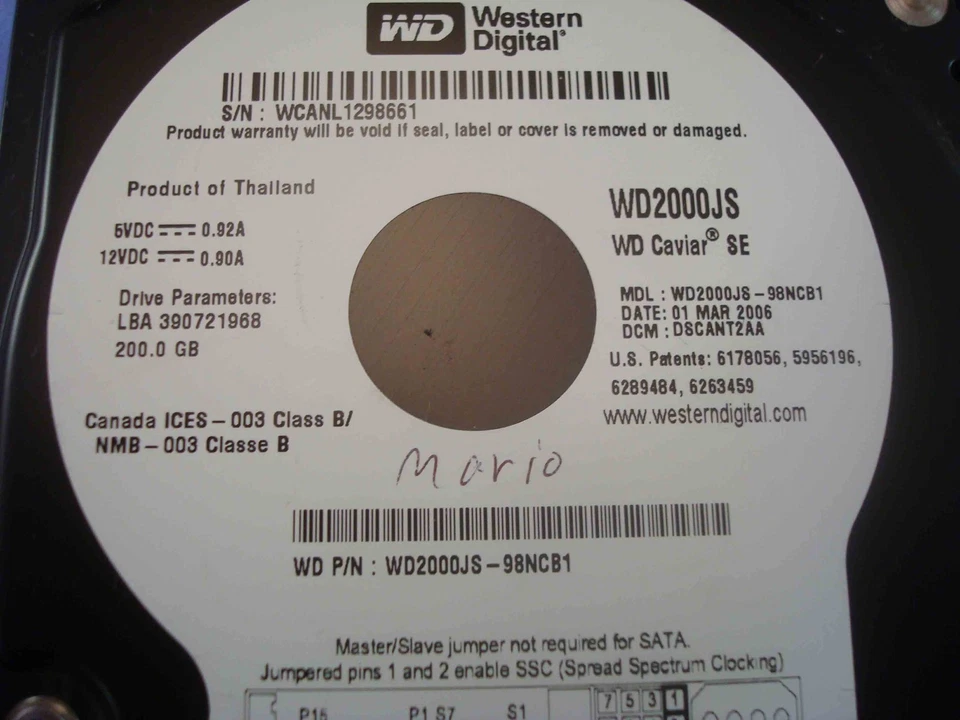 WD Western
Digital®
S/N : WCANL1298661
Product warranty will be void if seal, label or cover is removed or damaged.
Product of Thailand
5VDC 0.92A
12VDC 0.90A
Drive Parameters:
LBA 390721968
200.0 GB
Canada ICES-003 Class B/
NMB-003 Classe B
WD2000JS
WD Caviar® SE
MDL : WD2000JS-98NCB1
DATE: 01 MAR 2006
DCM : DSCANT2AA
U.S. Patents: 6178056, 5956196,
6289484, 6263459
www.westerndigital.com
Mario
WD P/N : WD2000JS-98NCB1
Master/Slave jumper not required for SATA.
Jumpered pins 1 and 2 enable SSC (Spread Spectrum Clocking)
7 5 3 1
P15 P1 S7 S1